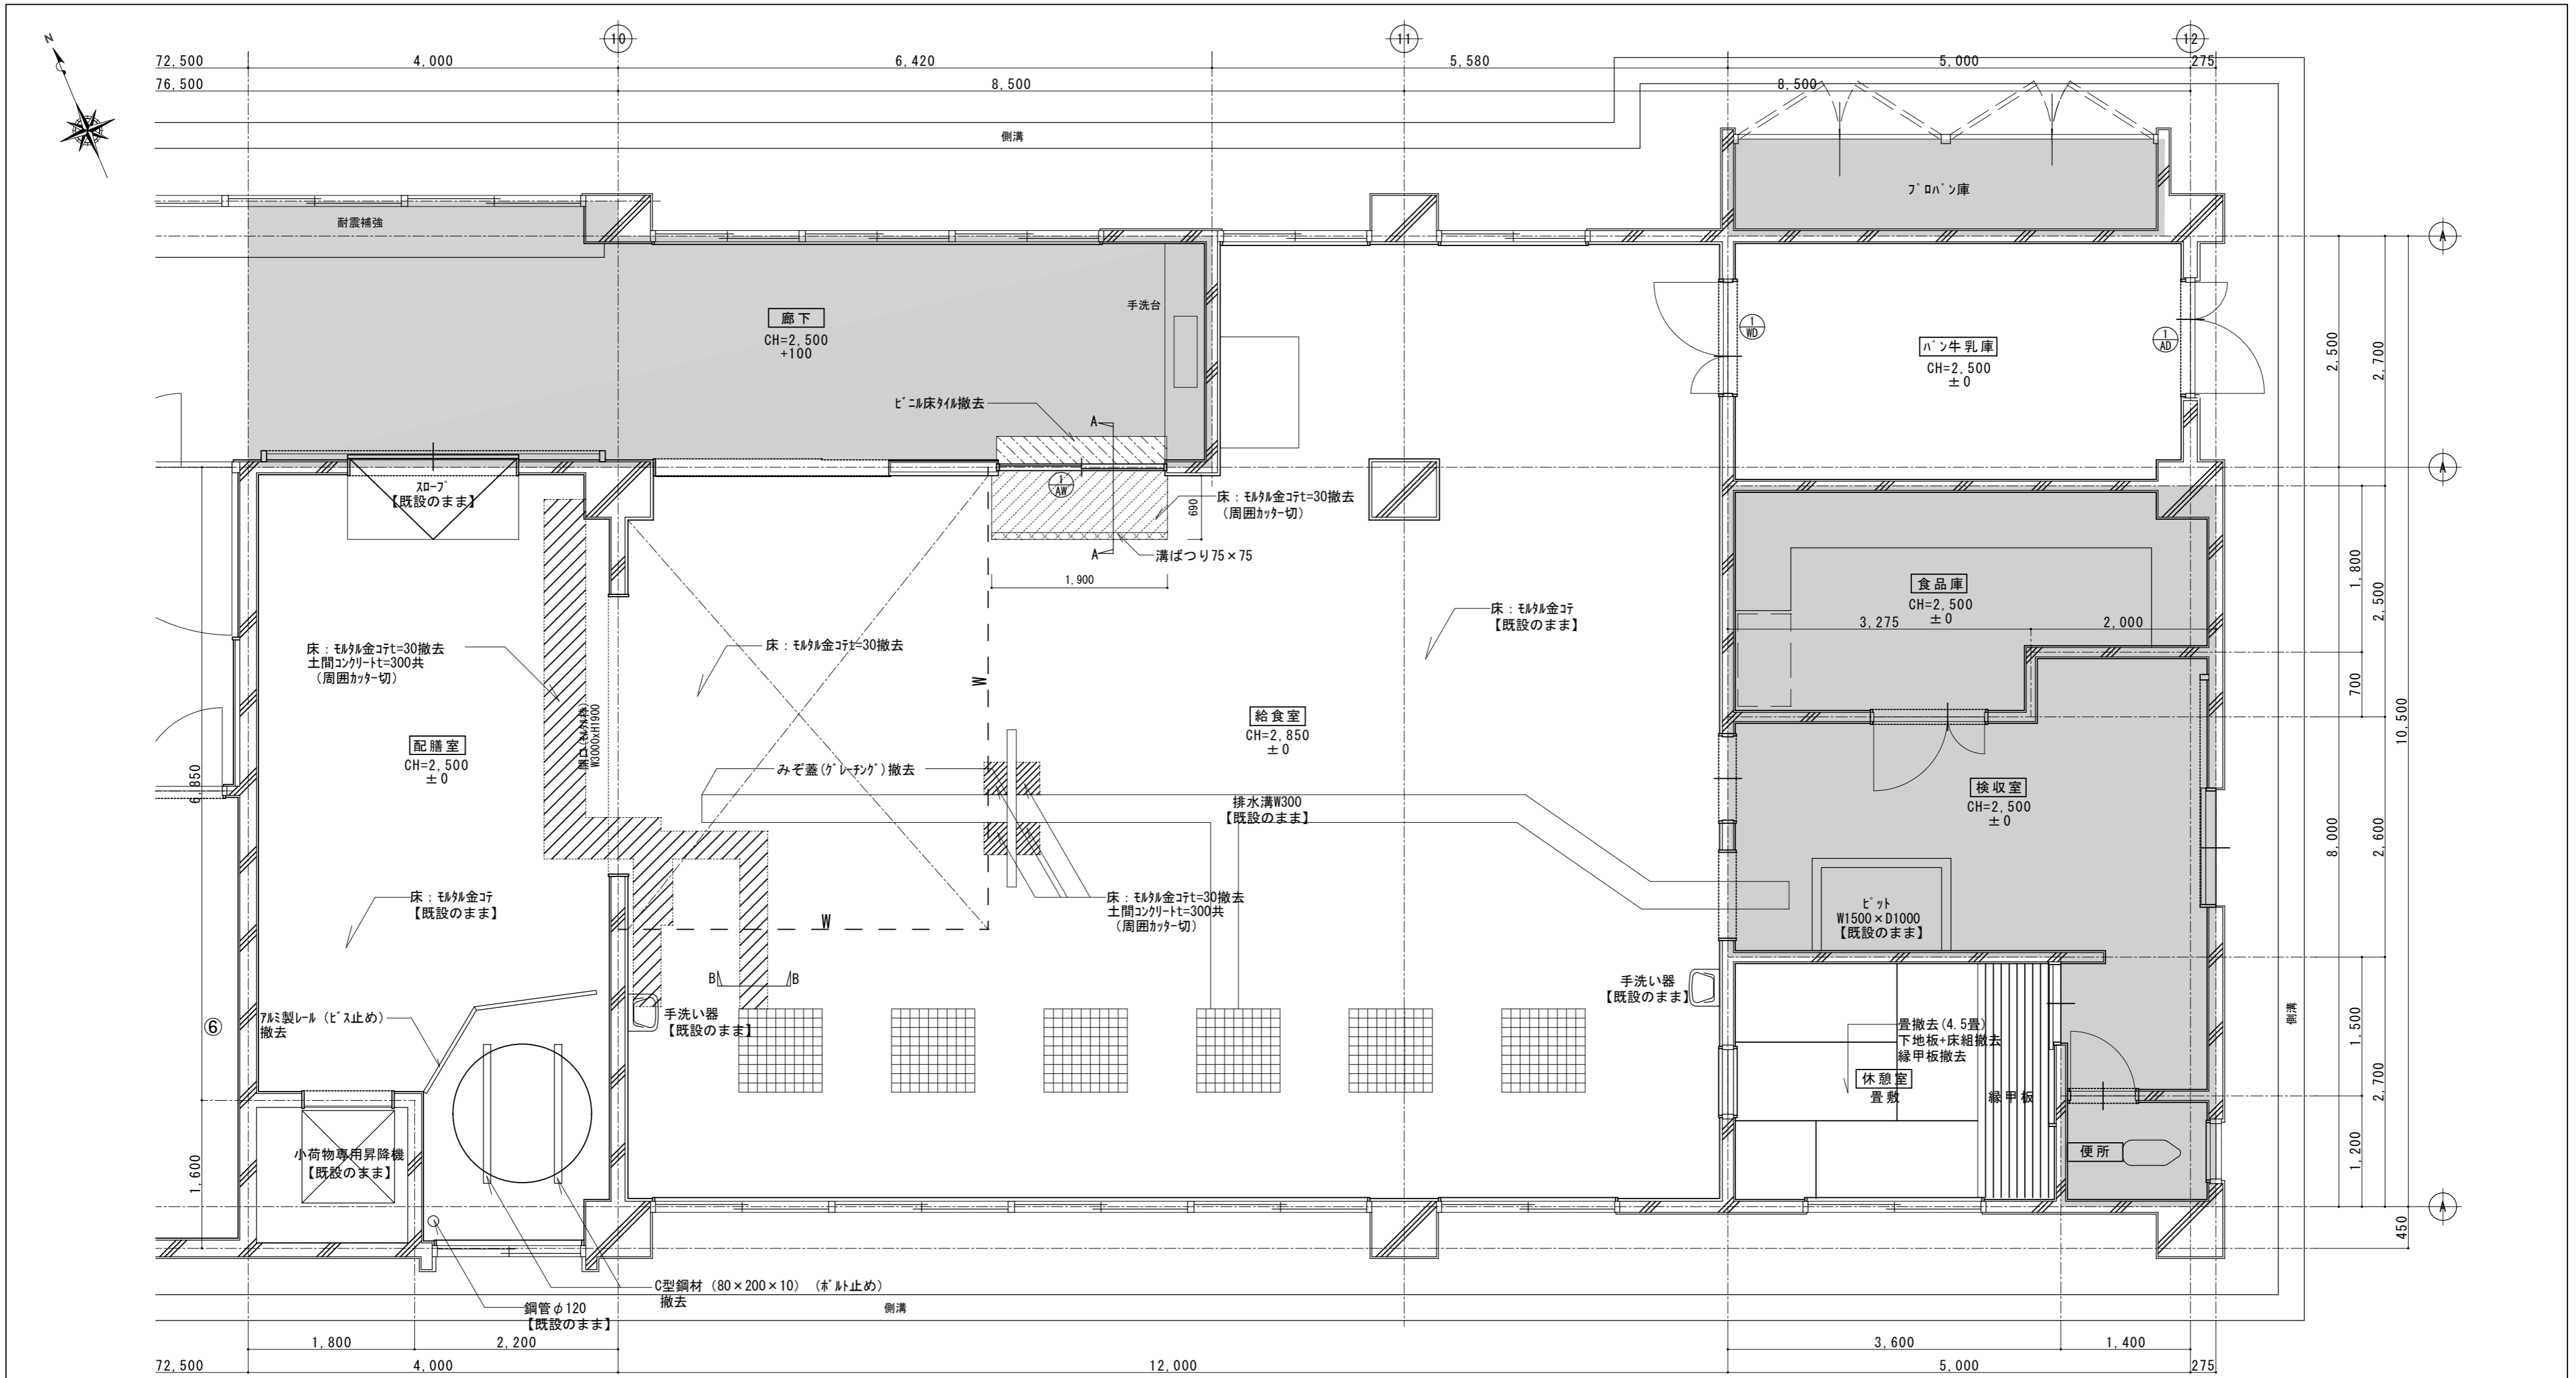 N
10
11
12
72,500
4,000
6,420
5,580
5,000
275
76,500
8,500
8,500
側溝
耐震補強
プロパン庫
A
廊下
CH=2,500
+100
手洗台
1
WD
パン牛乳庫
CH=2,500
±0
1
AD
2,500
2,700
ビニル床タイル撤去
A
A
スロープ
【既設のまま】
1
AW
690
床：モルタル金コテt=30撤去
（周囲カッター切）
A
溝ばつり75×75
1,900
食品庫
CH=2,500
±0
3,275
2,000
1,800
2,500
700
10,500
床：モルタル金コテ
【既設のまま】
床：モルタル金コテt=30撤去
床：モルタル金コテt=30撤去
土間コンクリートt=300共
（周囲カッター切）
W
開口(モルタル枠)
W3000xH1900
給食室
CH=2,850
±0
配膳室
CH=2,500
±0
6,850
みぞ蓋(グレーチング)撤去
排水溝W300
【既設のまま】
検収室
CH=2,500
±0
8,000
2,600
床：モルタル金コテ
【既設のまま】
床：モルタル金コテt=30撤去
土間コンクリートt=300共
（周囲カッター切）
W
ピット
W1500×D1000
【既設のまま】
B
B
手洗い器
【既設のまま】
手洗い器
【既設のまま】
アルミ製レール（ビス止め）
撤去
⑥
畳撤去(4.5畳)
下地板+床組撤去
縁甲板撤去
休憩室
畳敷
縁甲板
側溝
1,500
2,700
1,200
小荷物専用昇降機
【既設のまま】
便所
1,600
A
450
C型鋼材（80×200×10）（ボルト止め）
撤去
鋼管φ120
【既設のまま】
側溝
1,800
2,200
3,600
1,400
72,500
4,000
12,000
5,000
275